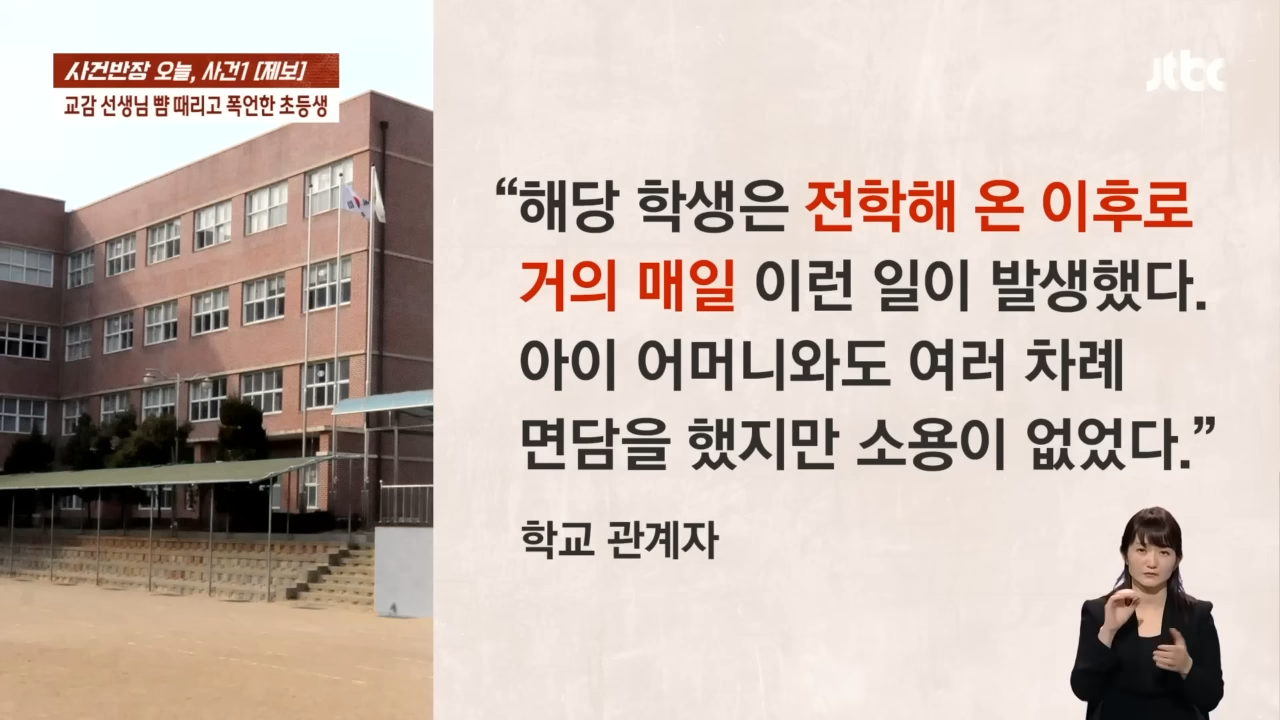 사건반장 오늘, 사건1 [제보]
교감 선생님 뺨 때리고 폭언한 초등생
jtbc
“해당 학생은 전학해 온 이후로
거의 매일 이런 일이 발생했다.
아이 어머니와도 여러 차례
면담을 했지만 소용이 없었다.”
학교 관계자